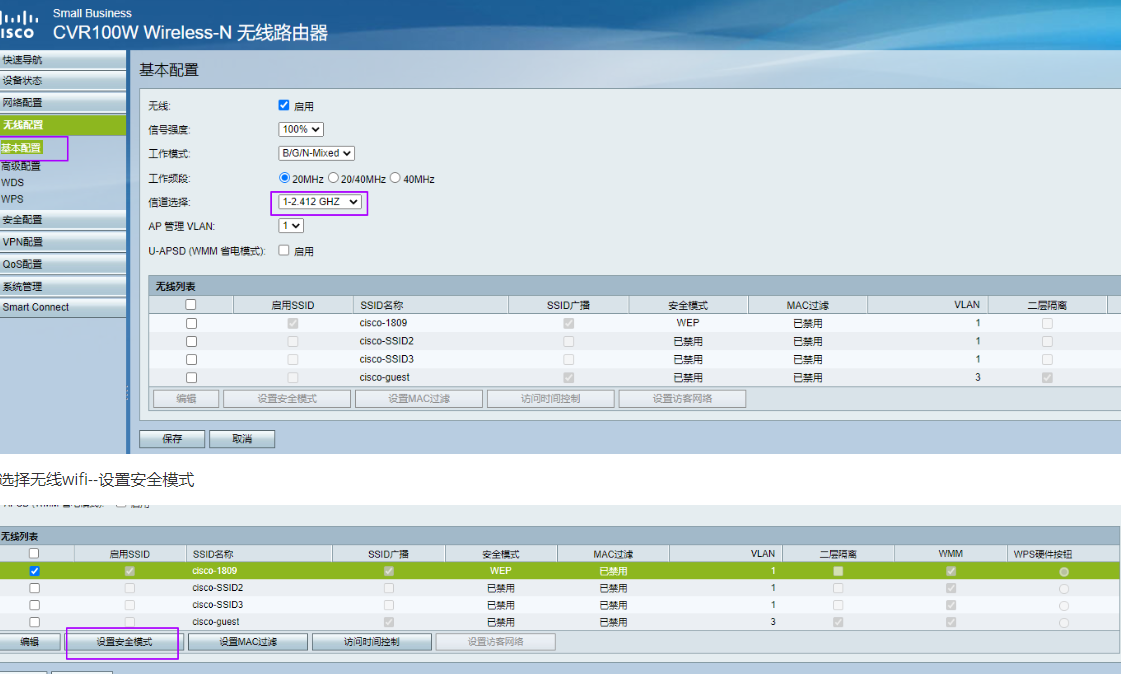 Small Business
isco CVR100W Wireless-N 无线路由器
快速导航
设备状态
网络配置
无线配置
基本配置
高级配置
WDS
WPS
安全配置
VPN配置
QoS配置
系统管理
Smart Connect
基本配置
无线: 启用
信号强度: 100%
工作模式: B/G/N-Mixed
工作频段: 20MHz 20/40MHz 40MHz
信道选择: 1-2.412 GHZ
AP 管理 VLAN: 1
U-APSD (WMM 省电模式): 启用
无线列表
启用SSID SSID名称 SSID广播 安全模式 MAC过滤 VLAN 二层隔离
cisco-1809 WEP 已禁用 1
cisco-SSID2 已禁用 已禁用 1
cisco-SSID3 已禁用 已禁用 1
cisco-guest 已禁用 已禁用 3
编辑 设置安全模式 设置MAC过滤 访问时间控制 设置访客网络
保存 取消
选择无线wifi--设置安全模式
无线列表
启用SSID SSID名称 SSID广播 安全模式 MAC过滤 VLAN 二层隔离 WMM WPS硬件按钮
cisco-1809 WEP 已禁用 1
cisco-SSID2 已禁用 已禁用 1
cisco-SSID3 已禁用 已禁用 1
cisco-guest 已禁用 已禁用 3
编辑 设置安全模式 设置MAC过滤 访问时间控制 设置访客网络